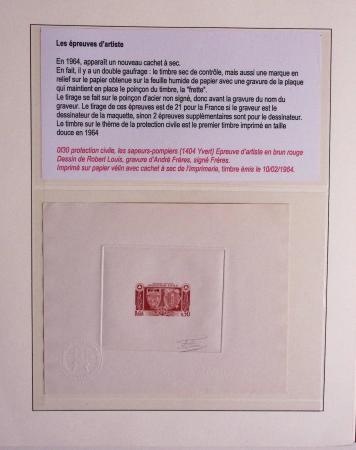 Les épreuves d'artiste
En 1964, apparaît un nouveau cachet à sec.
En fait, il y a un double gaufrage : le timbre sec de contrôle, mais aussi une marque en
relief sur le papier obtenue sur la feuille humide de papier avec une gravure de la plaque
qui maintient en place le poinçon du timbre, la "frette".
Le tirage se fait sur le poinçon d'acier non signé, donc avant la gravure du nom du
graveur. Le tirage de ces épreuves est de 21 pour la France si le graveur est le
dessinateur de la maquette, sinon 2 épreuves supplémentaires sont pour le dessinateur.
Le timbre sur le thème de la protection civile est le premier timbre imprimé en taille
douce en 1964
0I30 protection civile, les sapeurs-pompiers (1404 Yvert) Epreuve d'artiste en brun rouge
Dessin de Robert Louis, gravure d'André Frères, signé Frères.
Imprimé sur papier vélin avec cachet à sec de l'imprimerie, timbre émis le 10/02/1964.
0,30